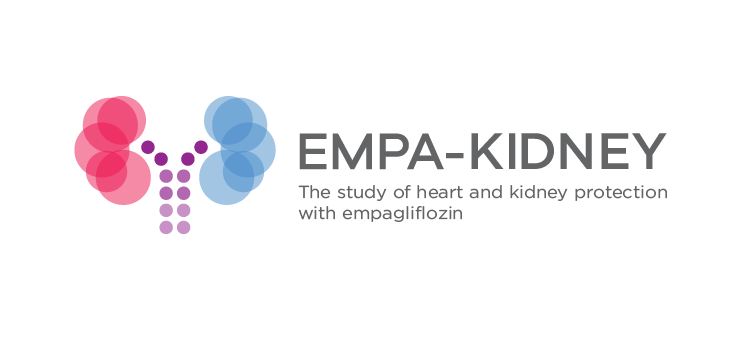 EMPA-KIDNEY
The study of heart and kidney protection
with empagliflozin